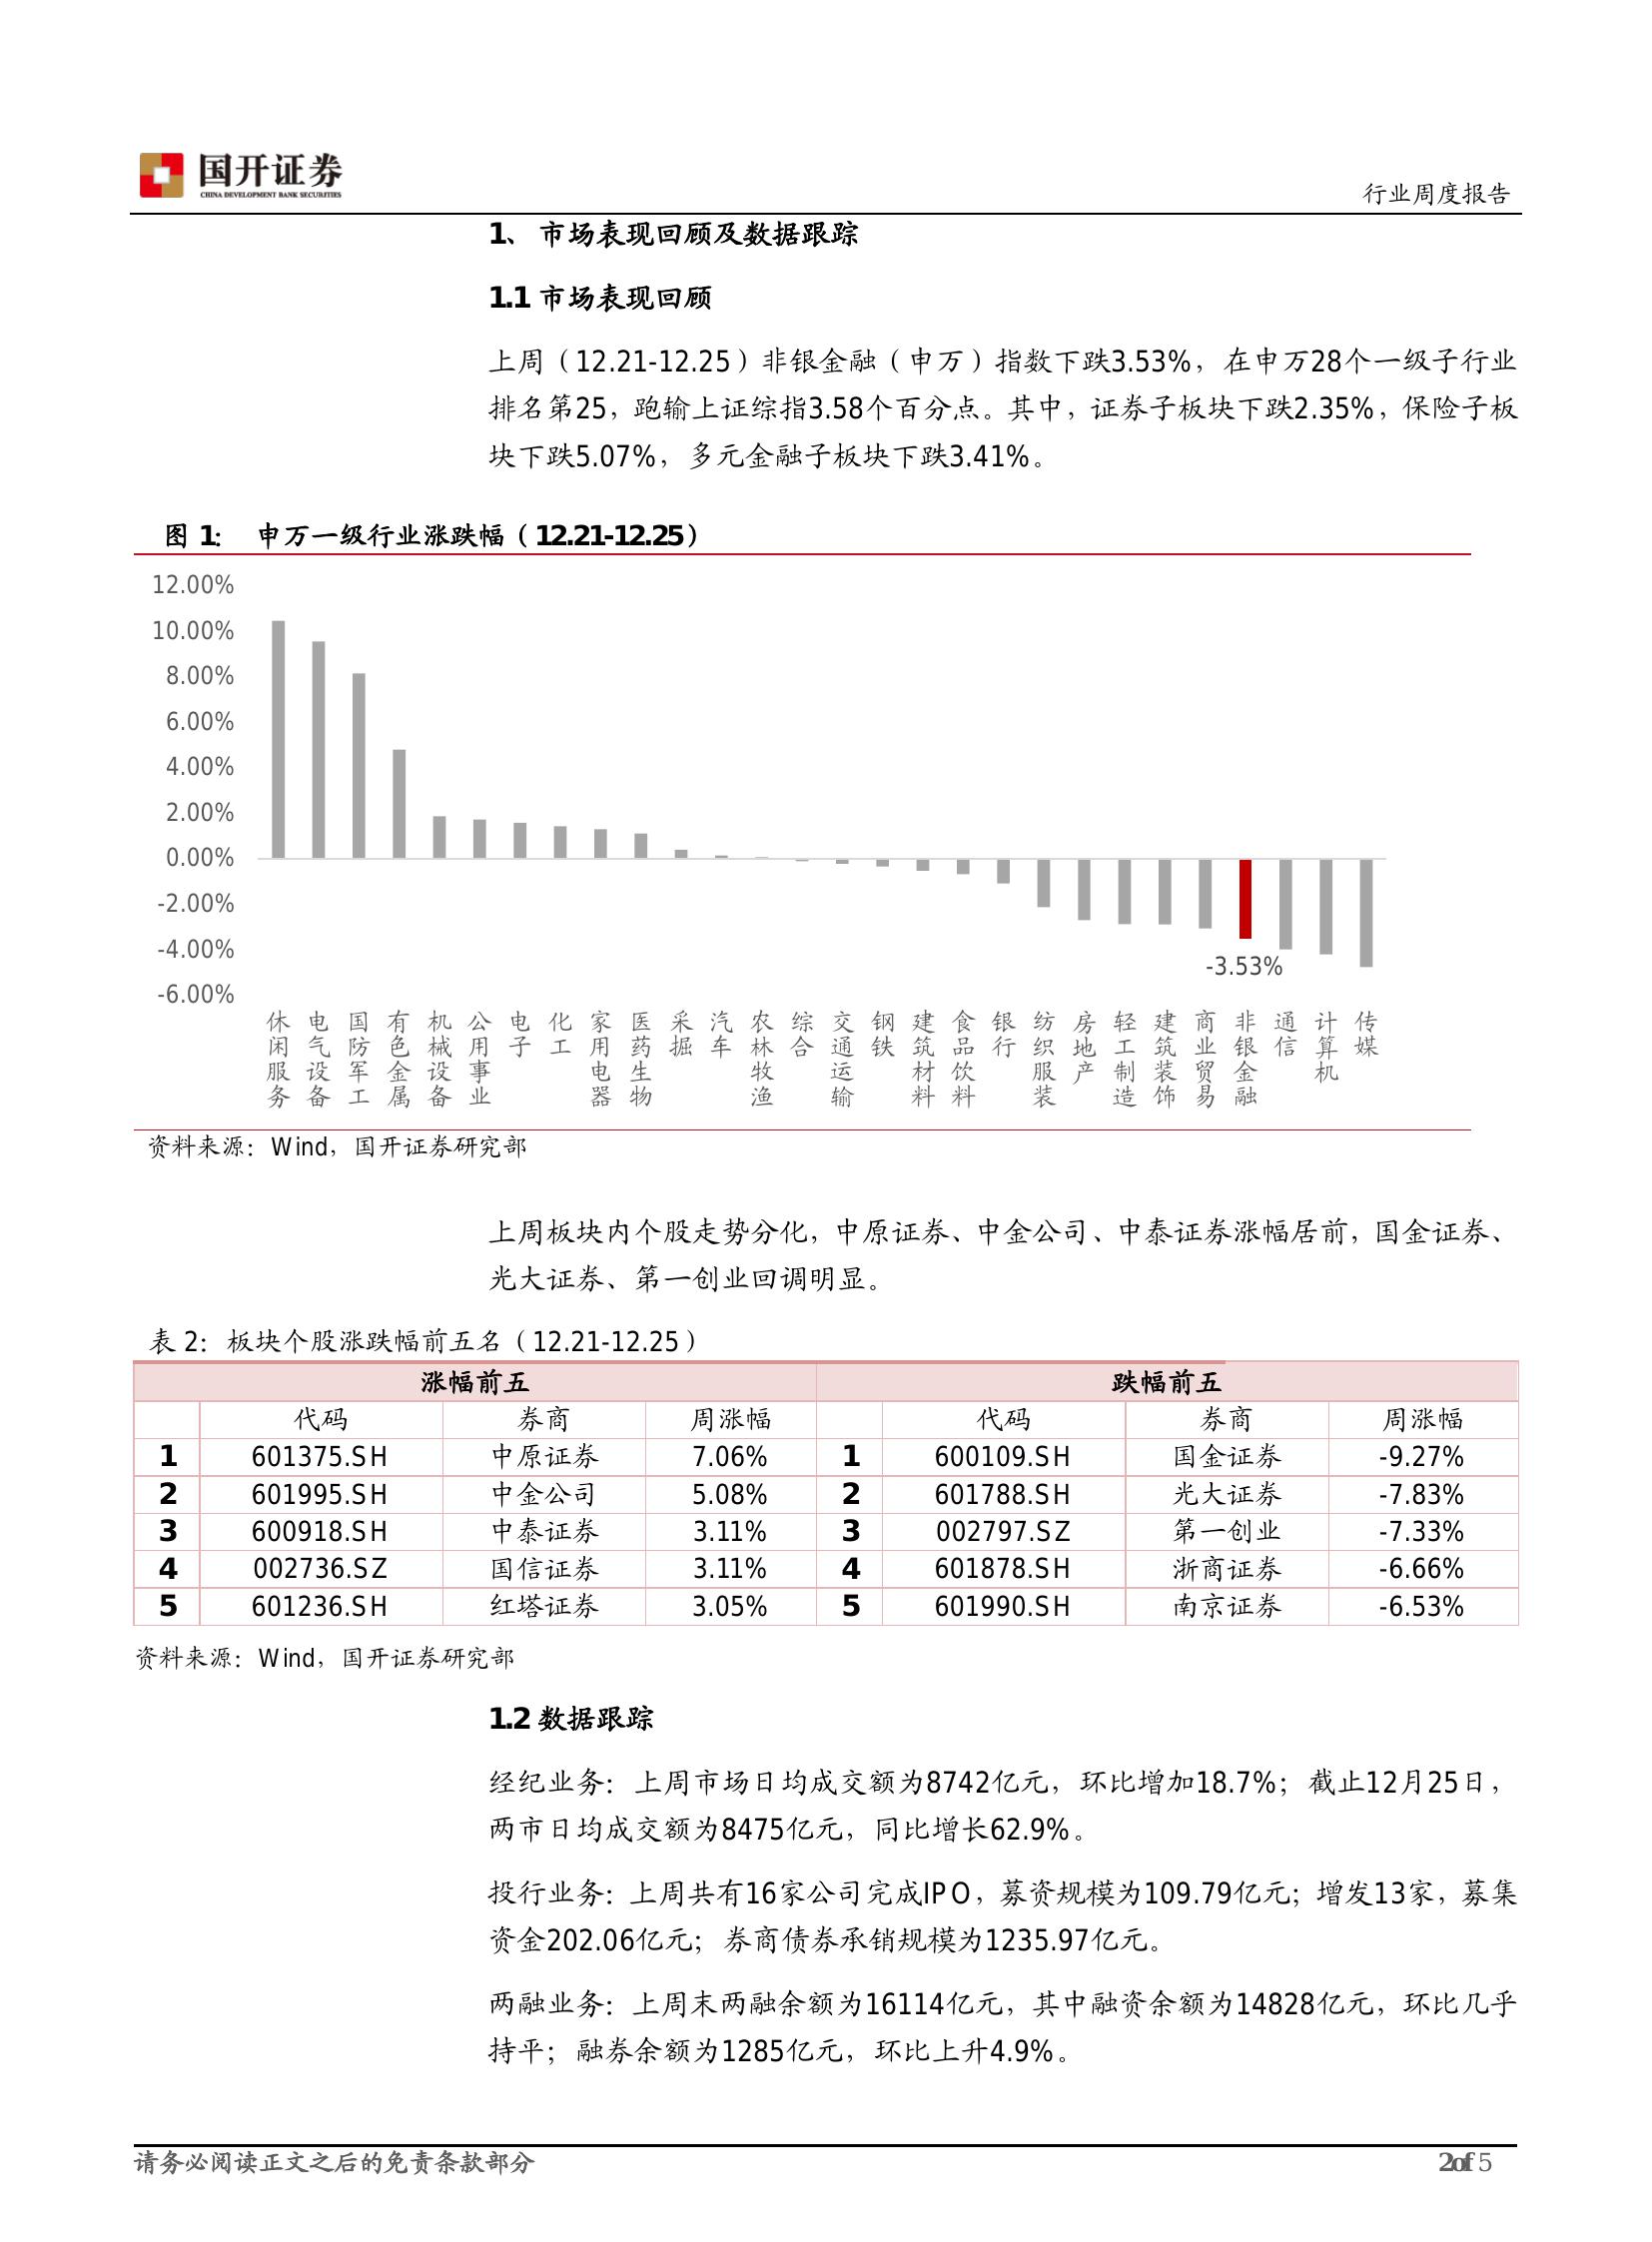 国开证券
CHINA DEVELOPMENT BANK SECURITIES
行业周度报告
1、 市场表现回顾及数据跟踪
1.1 市场表现回顾
上周（12.21-12.25）非银金融（申万）指数下跌3.53%，在申万28个一级子行业
排名第25，跑输上证综指3.58个百分点。其中，证券子板块下跌2.35%，保险子板
块下跌5.07%，多元金融子板块下跌3.41%。
图 1： 申万一级行业涨跌幅（12.21-12.25）
12.00%
10.00%
8.00%
6.00%
4.00%
2.00%
0.00%
-2.00%
-4.00%
-6.00%
-3.53%
休闲服务
电气设备
国防军工
有色金属
机械设备
公用事业
电子
化工
家用电器
医药生物
采掘
汽车
农林牧渔
综合
交通运输
钢铁
建筑材料
食品饮料
银行
纺织服装
房地产
轻工制造
建筑装饰
商业贸易
非银金融
通信
计算机
传媒
资料来源：Wind，国开证券研究部
上周板块内个股走势分化，中原证券、中金公司、中泰证券涨幅居前，国金证券、
光大证券、第一创业回调明显。
表 2：板块个股涨跌幅前五名（12.21-12.25）
涨幅前五 跌幅前五
代码 券商 周涨幅 代码 券商 周涨幅
1 601375.SH 中原证券 7.06% 1 600109.SH 国金证券 -9.27%
2 601995.SH 中金公司 5.08% 2 601788.SH 光大证券 -7.83%
3 600918.SH 中泰证券 3.11% 3 002797.SZ 第一创业 -7.33%
4 002736.SZ 国信证券 3.11% 4 601878.SH 浙商证券 -6.66%
5 601236.SH 红塔证券 3.05% 5 601990.SH 南京证券 -6.53%
资料来源：Wind，国开证券研究部
1.2 数据跟踪
经纪业务：上周市场日均成交额为8742亿元，环比增加18.7%；截止12月25日，
两市日均成交额为8475亿元，同比增长62.9%。
投行业务：上周共有16家公司完成IPO，募资规模为109.79亿元；增发13家，募集
资金202.06亿元；券商债券承销规模为1235.97亿元。
两融业务：上周末两融余额为16114亿元，其中融资余额为14828亿元，环比几乎
持平；融券余额为1285亿元，环比上升4.9%。
请务必阅读正文之后的免责条款部分
2of 5